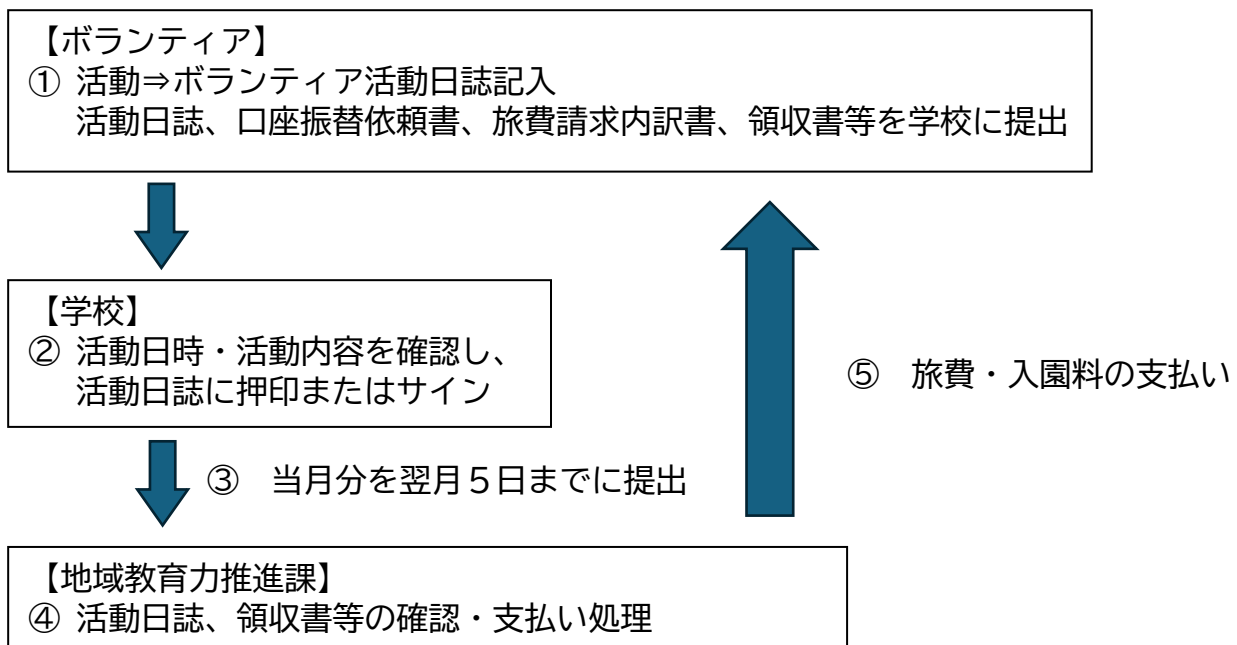 【ボランティア】
① 活動⇒ボランティア活動日誌記入
活動日誌、口座振替依頼書、旅費請求内訳書、領収書等を学校に提出
【学校】
② 活動日時・活動内容を確認し、
活動日誌に押印またはサイン
③　当月分を翌月５日までに提出
⑤　旅費・入園料の支払い
【地域教育力推進課】
④ 活動日誌、領収書等の確認・支払い処理